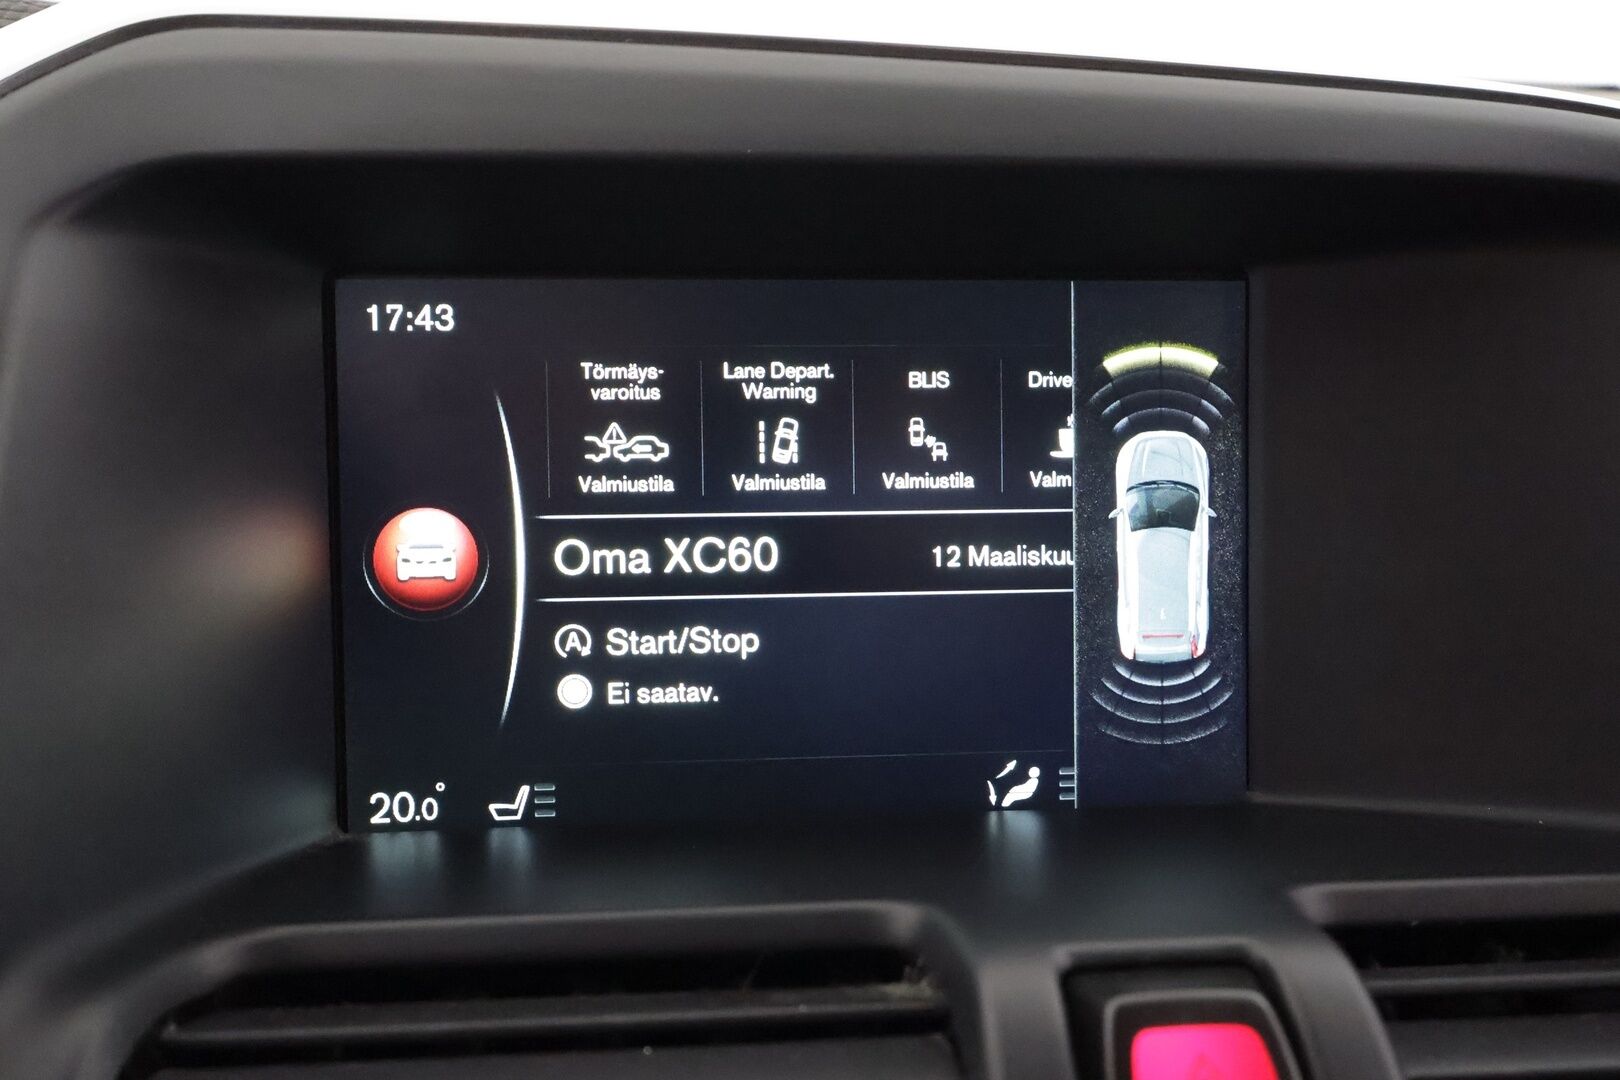 17:43
Törmäys-
varoitus
Valmiustila
Lane Depart.
Warning
Valmiustila
BLIS
Valmiustila
Drive
Valm
Oma XC60
12 Maaliskuu
A Start/Stop
Ei saatav.
20.0°